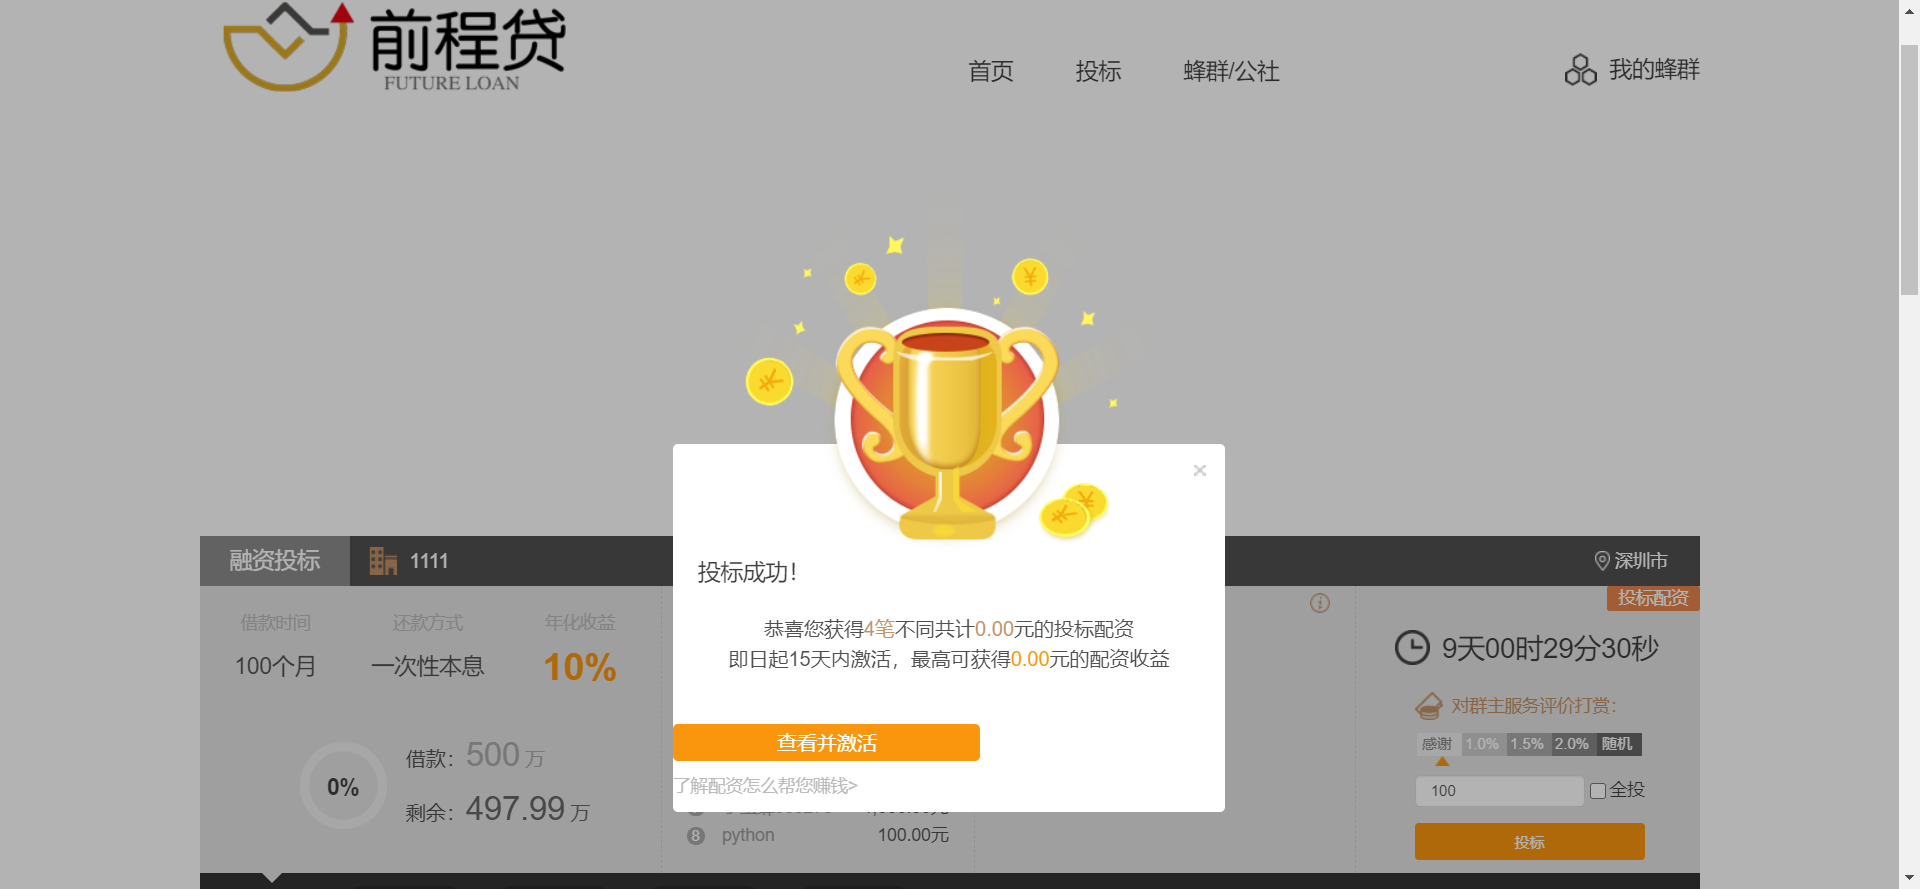 前程贷
FUTURE LOAN
首页
投标
蜂群/公社
我的蜂群
融资投标
1111
深圳市
投标成功!
恭喜您获得4笔不同共计0.00元的投标配资
即日起15天内激活，最高可获得0.00元的配资收益
查看并激活
了解配资怎么帮您赚钱>
借款时间
还款方式
年化收益
100个月
一次性本息
10%
0%
借款：500 万
剩余：497.99 万
8 python 100.00元
投标配资
9天00时29分30秒
对群主服务评价打赏：
感谢 1.0% 1.5% 2.0% 随机
100
全投
投标